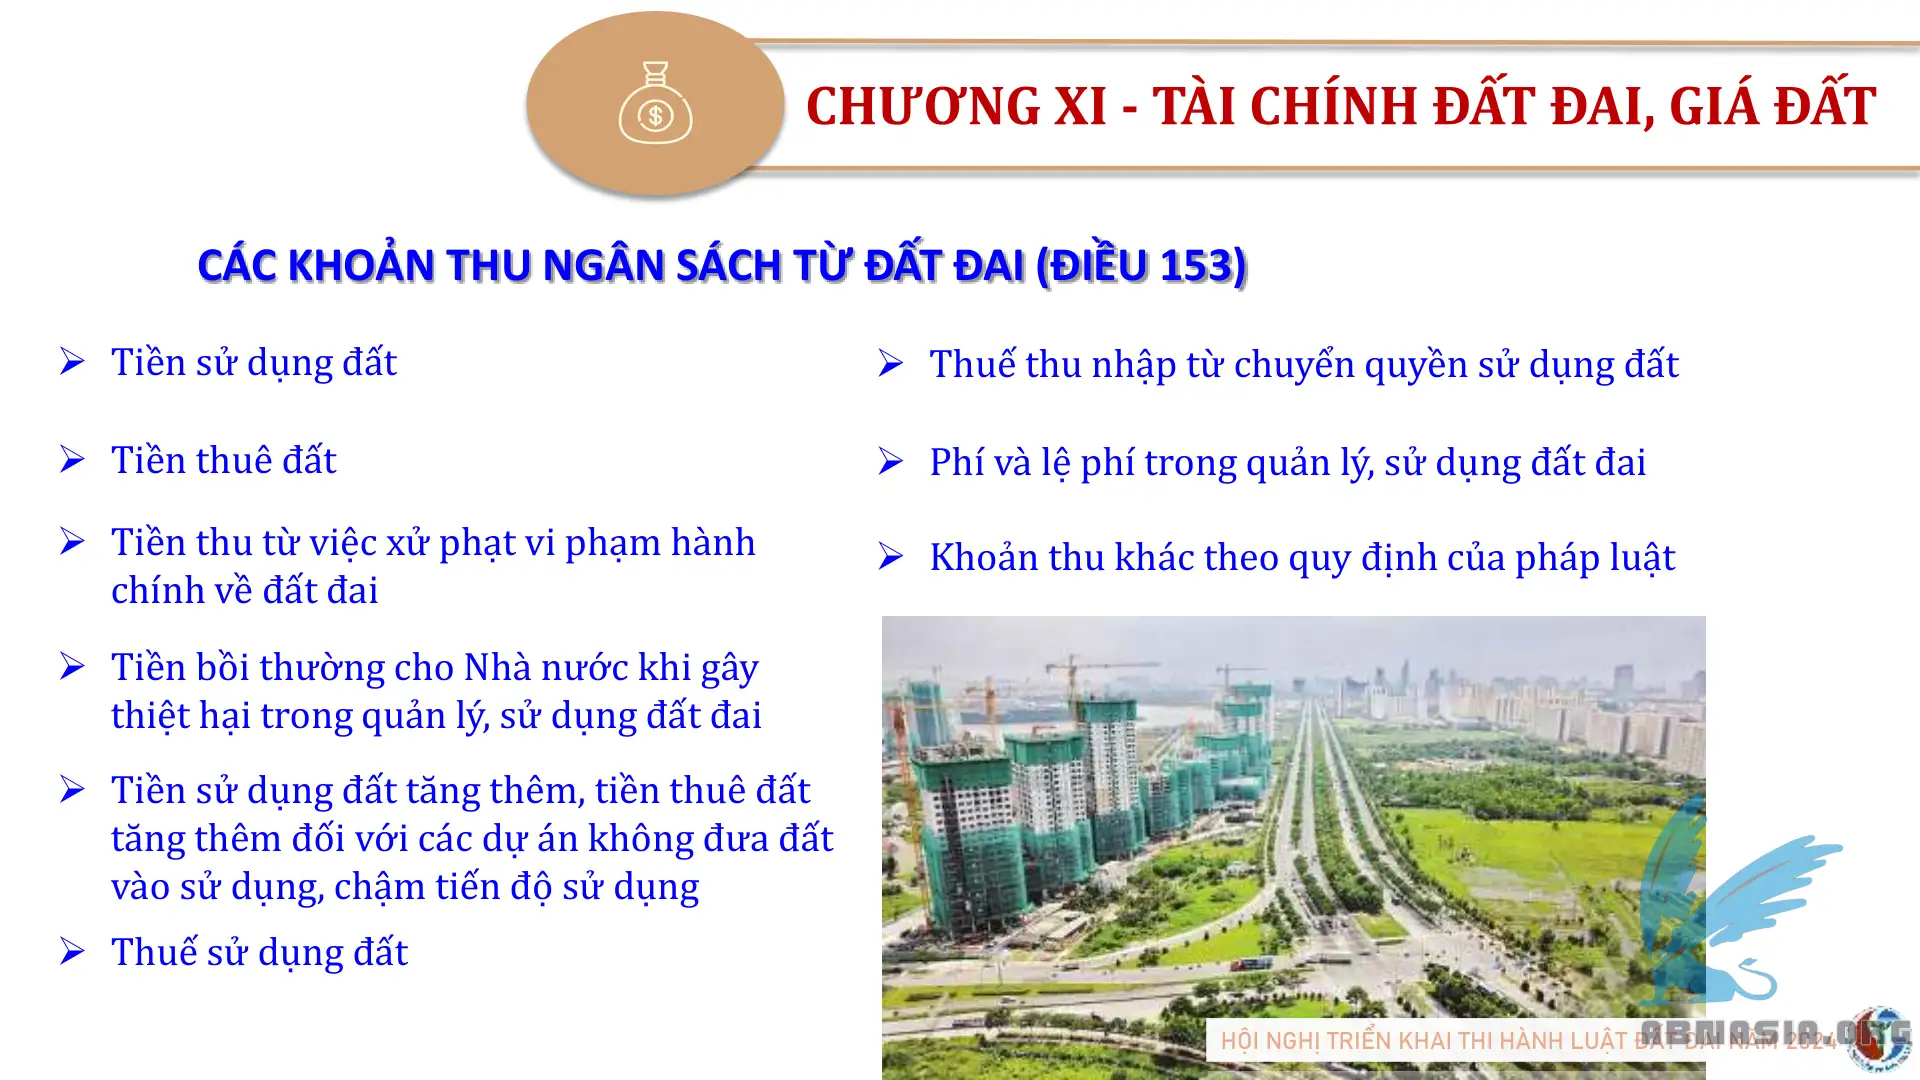 CHƯƠNG XI - TÀI CHÍNH ĐẤT ĐAI, GIÁ ĐẤT
CÁC KHOẢN THU NGÂN SÁCH TỪ ĐẤT ĐAI (ĐIỀU 153)
➢ Tiền sử dụng đất
➢ Tiền thuê đất
➢ Tiền thu từ việc xử phạt vi phạm hành
chính về đất đai
➢ Tiền bồi thường cho Nhà nước khi gây
thiệt hại trong quản lý, sử dụng đất đai
➢ Tiền sử dụng đất tăng thêm, tiền thuê đất
tăng thêm đối với các dự án không đưa đất
vào sử dụng, chậm tiến độ sử dụng
➢ Thuế sử dụng đất
➢ Thuế thu nhập từ chuyển quyền sử dụng đất
➢ Phí và lệ phí trong quản lý, sử dụng đất đai
➢ Khoản thu khác theo quy định của pháp luật
HỘI NGHỊ TRIỂN KHAI THI HÀNH LUẬT ĐẤT ĐAI NĂM 2024
ABMASIA.ORG